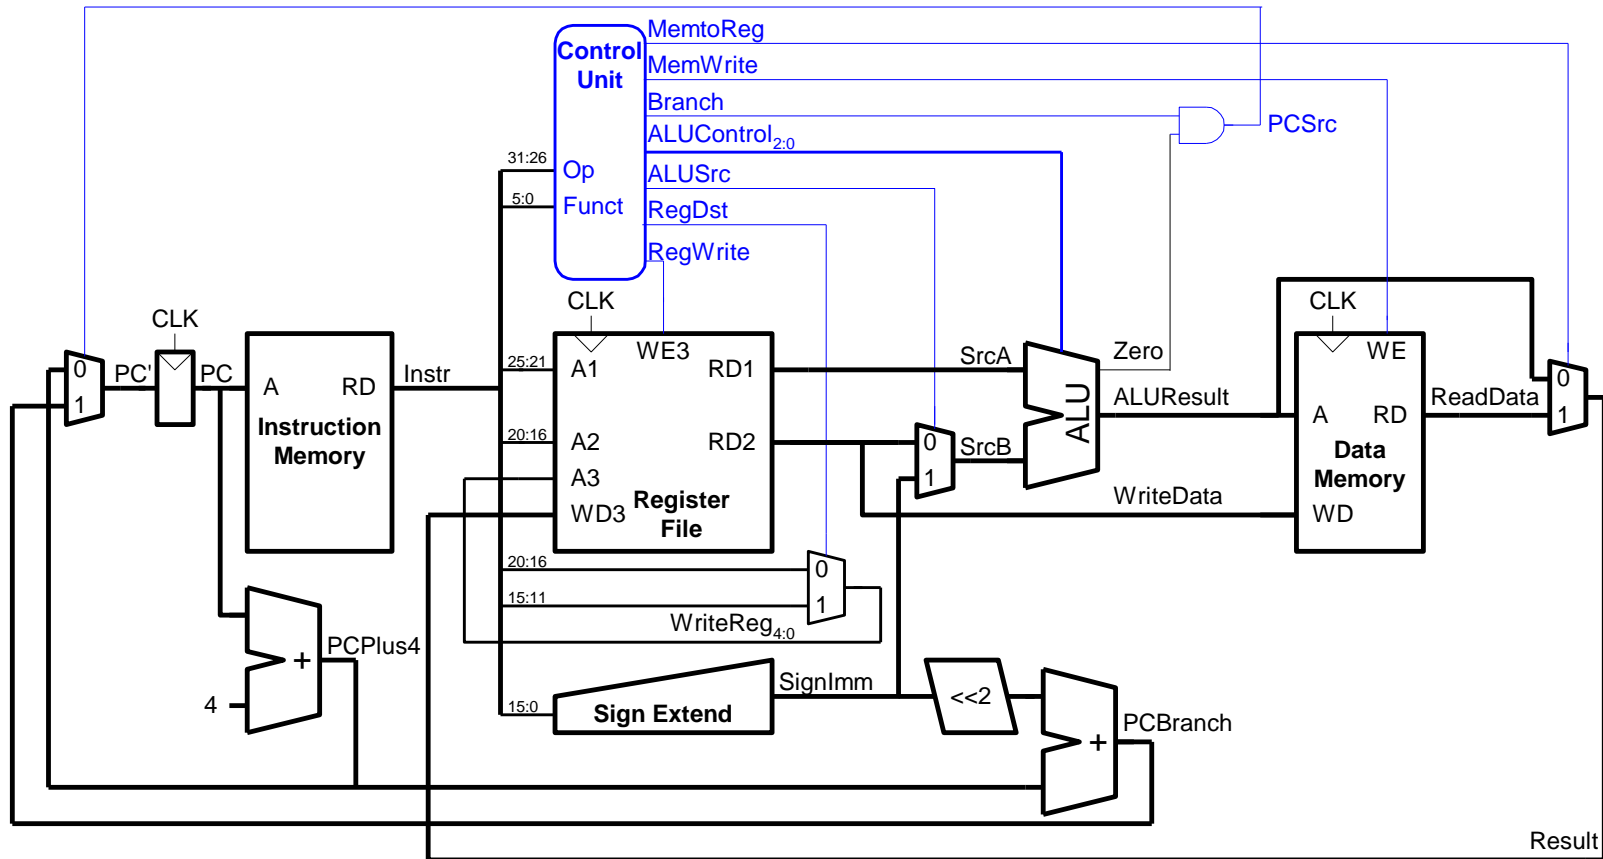 MemtoReg
Control
Unit
MemWrite
Branch
PCSrc
ALUControl2:0
31:26
Op
ALUSrc
5:0
Funct
RegDst
RegWrite
CLK
CLK
CLK
WE3
WE
0
PC'
PC
A
RD
Instr
25:21
A1
RD1
SrcA
Zero
0
1
ALU
ALUResult
A
RD
ReadData
1
Instruction
Memory
20:16
A2
RD2
0
SrcB
Data
Memory
A3
1
Register
File
WD3
WriteData
WD
20:16
0
15:11
1
WriteReg4:0
PCPlus4
+
4
SignImm
15:0
Sign Extend
<<2
PCBranch
+
Result